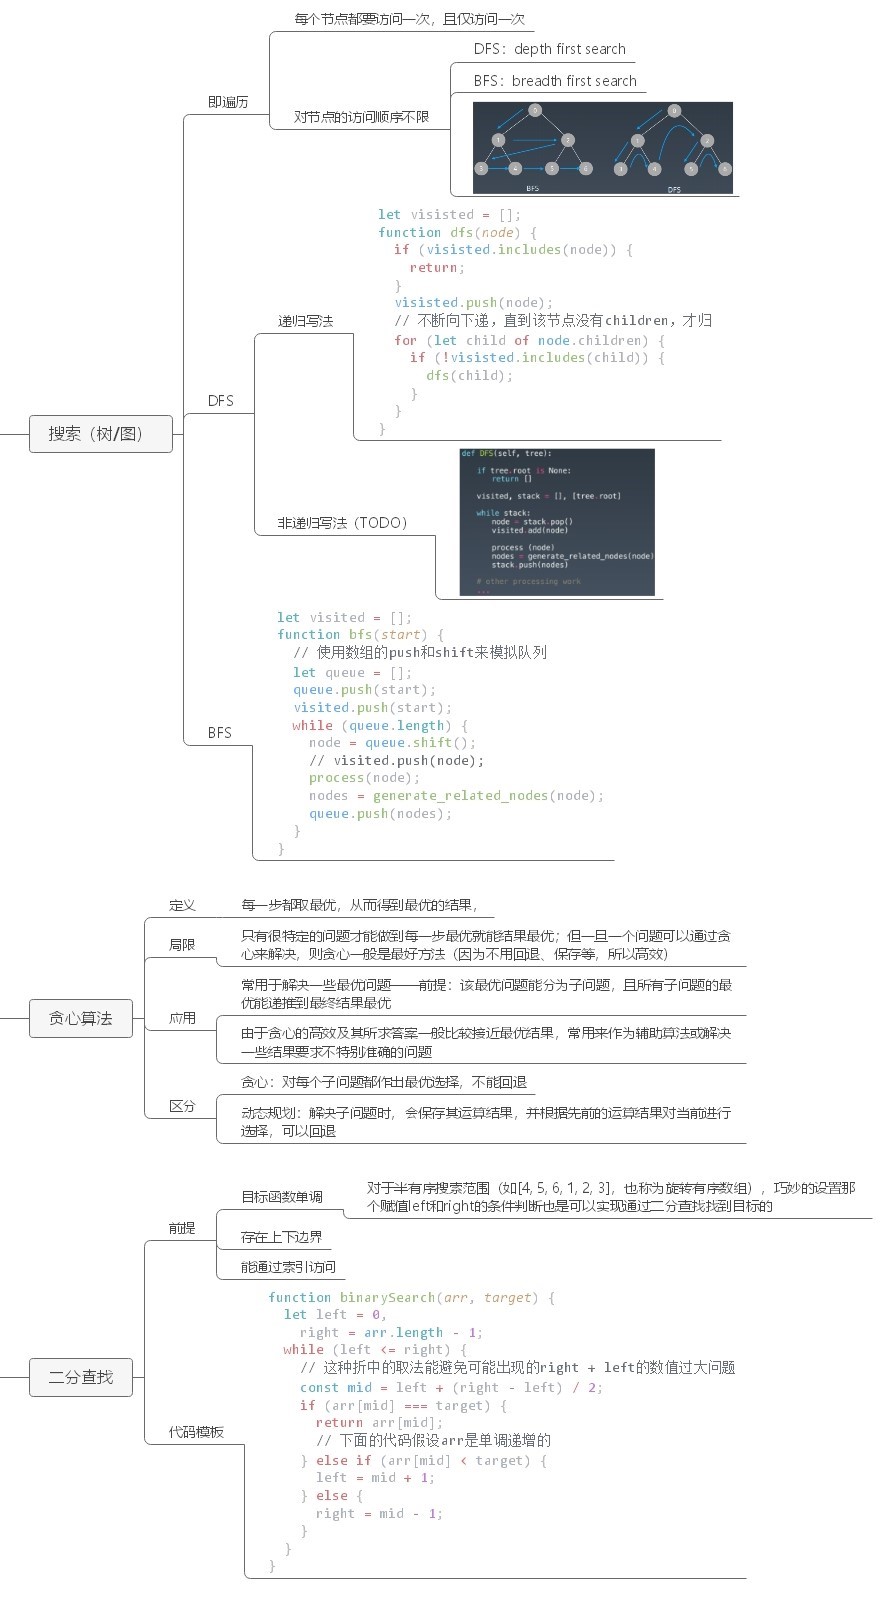 每个节点都要访问一次，且仅访问一次
DFS：depth first search
BFS：breadth first search
即遍历
对节点的访问顺序不限
0
1
2
3
4
5
6
BFS
0
1
2
3
4
5
6
DFS
let visisted = [];
function dfs(node) {
if (visisted.includes(node)) {
return;
}
visisted.push(node);
// 不断向下递，直到该节点没有children，才归
for (let child of node.children) {
if (!visisted.includes(child)) {
dfs(child);
}
}
}
递归写法
DFS
搜索（树/图）
def DFS(self, tree):
if tree.root is None:
return []
visited, stack = [], [tree.root]
while stack:
node = stack.pop()
visited.add(node)
process (node)
nodes = generate_related_nodes(node)
stack.push(nodes)
# other processing work
...
非递归写法（TODO）
let visited = [];
function bfs(start) {
// 使用数组的push和shift来模拟队列
let queue = [];
queue.push(start);
visited.push(start);
while (queue.length) {
node = queue.shift();
// visited.push(node);
process(node);
nodes = generate_related_nodes(node);
queue.push(nodes);
}
}
BFS
定义
每一步都取最优，从而得到最优的结果，
局限
只有很特定的问题才能做到每一步最优就能结果最优；但一旦一个问题可以通过贪
心来解决，则贪心一般是最好方法（因为不用回退、保存等，所以高效）
常用于解决一些最优问题——前提：该最优问题能分为子问题，且所有子问题的最
优能递推到最终结果最优
贪心算法
应用
由于贪心的高效及其所求答案一般比较接近最优结果，常用来作为辅助算法或解决
一些结果要求不特别准确的问题
贪心：对每个子问题都作出最优选择，不能回退
区分
动态规划：解决子问题时，会保存其运算结果，并根据先前的运算结果对当前进行
选择，可以回退
目标函数单调
对于半有序搜索范围（如[4, 5, 6, 1, 2, 3]，也称为旋转有序数组），巧妙的设置那
个赋值left和right的条件判断也是可以实现通过二分查找找到目标的
前提
存在上下边界
能通过索引访问
function binarySearch(arr, target) {
let left = 0,
right = arr.length - 1;
while (left <= right) {
// 这种折中的取法能避免可能出现的right + left的数值过大问题
const mid = left + (right - left) / 2;
if (arr[mid] === target) {
return arr[mid];
// 下面的代码假设arr是单调递增的
} else if (arr[mid] < target) {
left = mid + 1;
} else {
right = mid - 1;
}
}
}
二分查找
代码模板